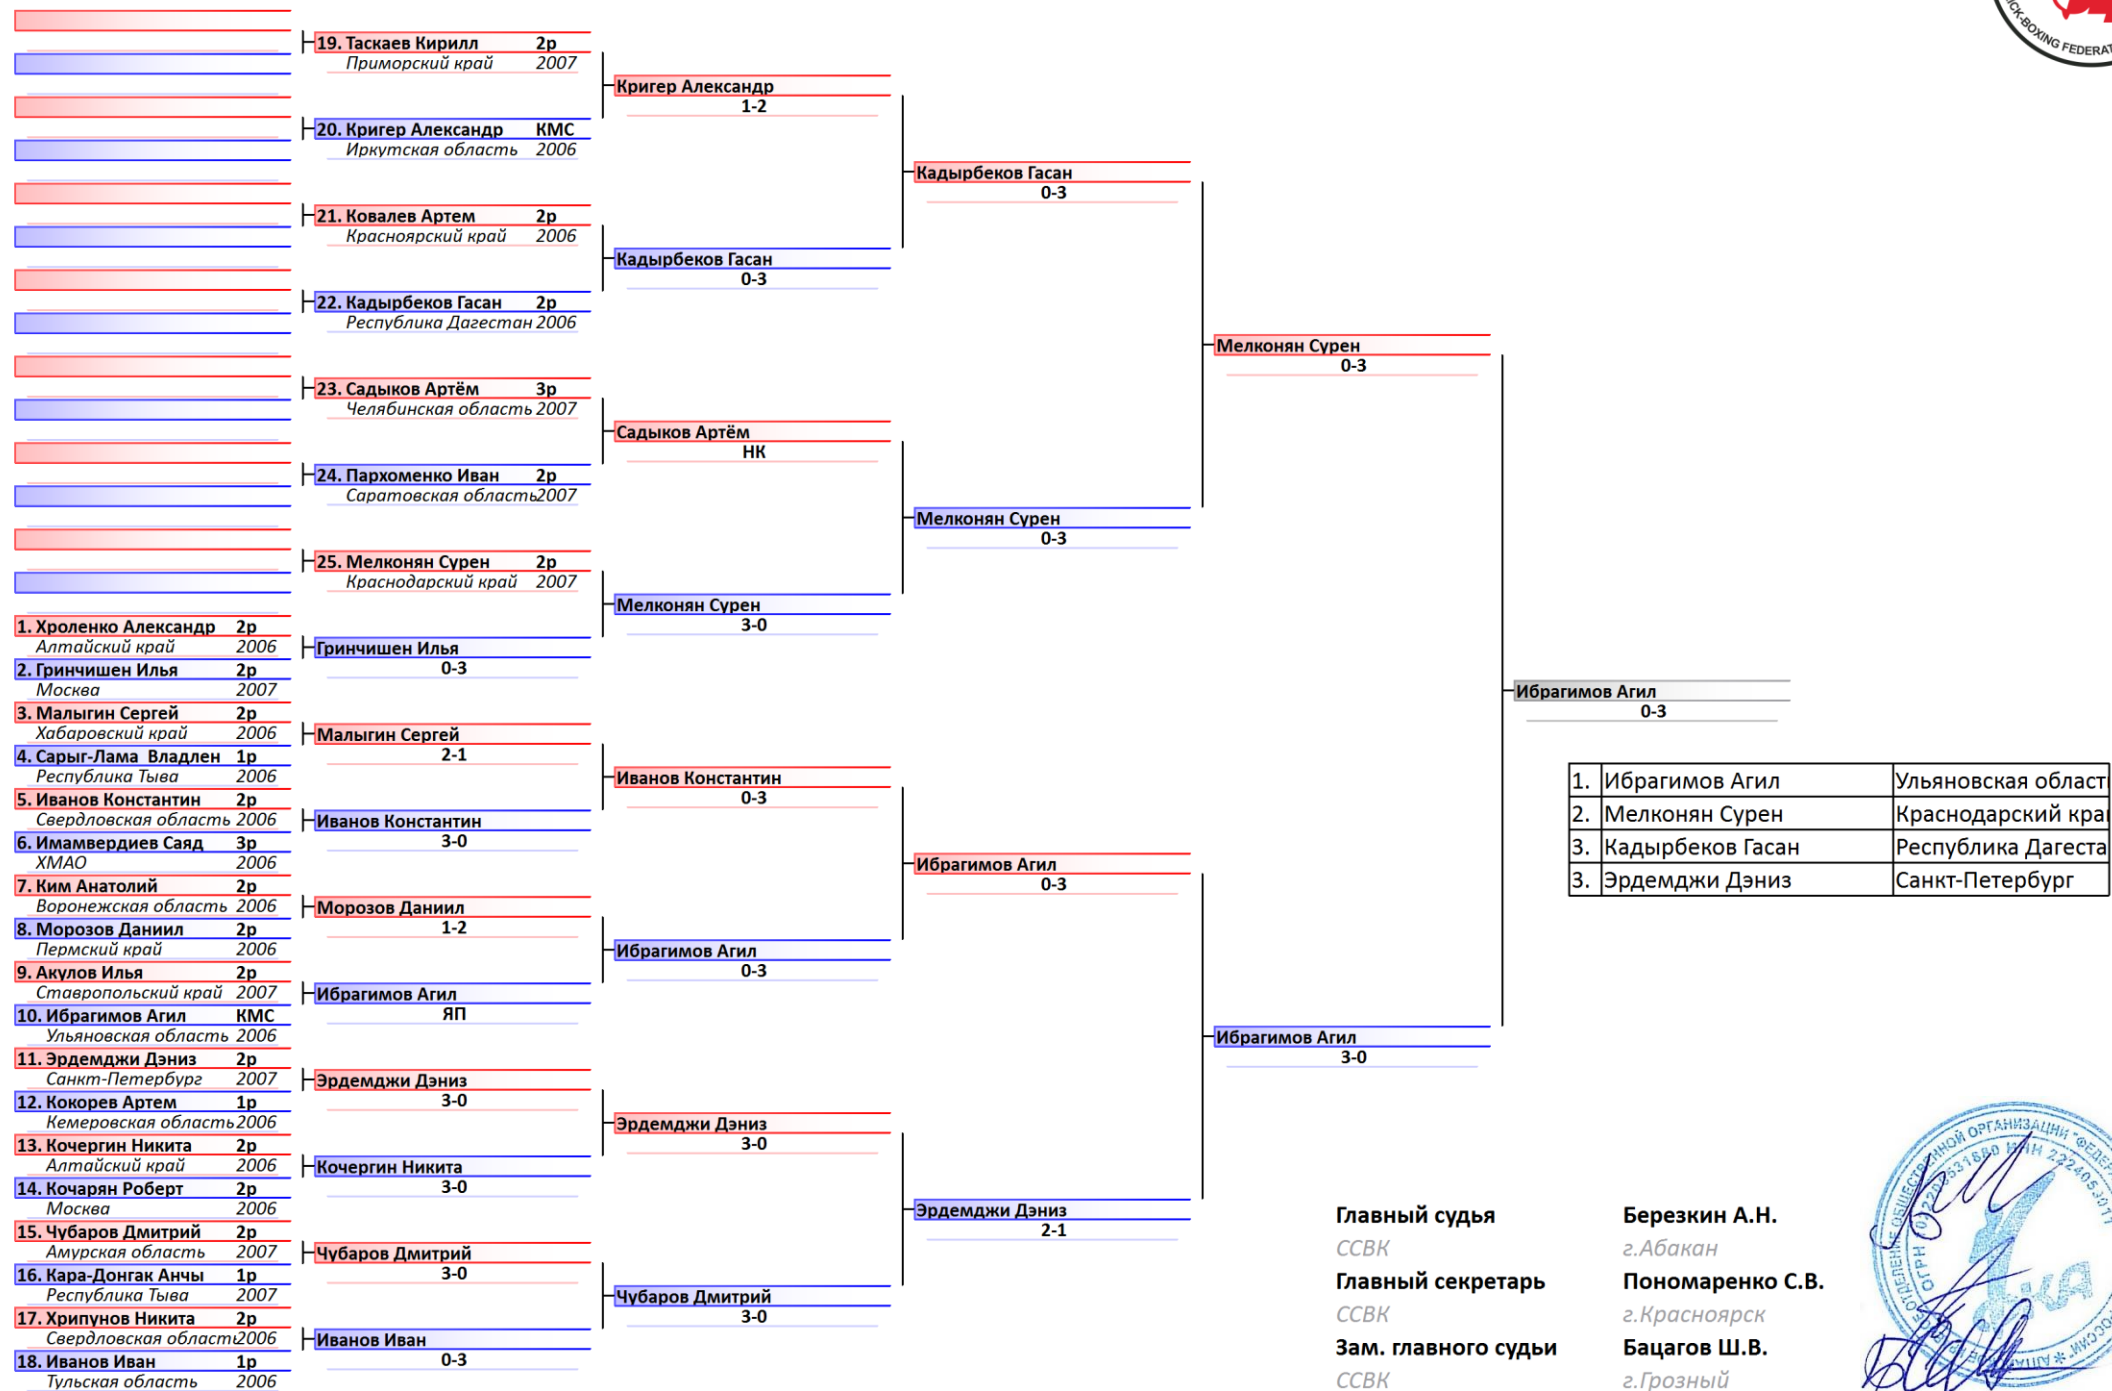 CK-BOXING FEDERAT
19. Таскаев Кирилл 2р
Приморский край 2007
20. Кригер Александр КМС
Иркутская область 2006
21. Ковалев Артем 2р
Красноярский край 2006
22. Кадырбеков Гасан 2р
Республика Дагестан 2006
23. Садыков Артём 3р
Челябинская область 2007
24. Пархоменко Иван 2р
Саратовская область 2007
25. Мелконян Сурен 2р
Краснодарский край 2007
1. Хроленко Александр 2р
Алтайский край 2006
2. Гринчишен Илья 2р
Москва 2007
3. Малыгин Сергей 2р
Хабаровский край 2006
4. Сарыг-Лама Владлен 1р
Республика Тыва 2006
5. Иванов Константин 2р
Свердловская область 2006
6. Имамвердиев Саяд 3р
ХМАО 2006
7. Ким Анатолий 2р
Воронежская область 2006
8. Морозов Даниил 2р
Пермский край 2006
9. Акулов Илья 2р
Ставропольский край 2007
10. Ибрагимов Агил КМС
Ульяновская область 2006
11. Эрдемджи Дэниз 2р
Санкт-Петербург 2007
12. Кокорев Артем 1р
Кемеровская область 2006
13. Кочергин Никита 2р
Алтайский край 2006
14. Кочарян Роберт 2р
Москва 2006
15. Чубаров Дмитрий 2р
Амурская область 2007
16. Кара-Донгак Анчы 1р
Республика Тыва 2007
17. Хрипунов Никита 2р
Свердловская область 2006
18. Иванов Иван 1р
Тульская область 2006
Гринчишен Илья
0-3
Малыгин Сергей
2-1
Иванов Константин
3-0
Морозов Даниил
1-2
Ибрагимов Агил
ЯП
Эрдемджи Дэниз
3-0
Кочергин Никита
3-0
Чубаров Дмитрий
3-0
Иванов Иван
0-3
Кригер Александр
1-2
Кадырбеков Гасан
0-3
Садыков Артём
НК
Мелконян Сурен
3-0
Иванов Константин
0-3
Ибрагимов Агил
0-3
Эрдемджи Дэниз
3-0
Чубаров Дмитрий
3-0
Кадырбеков Гасан
0-3
Мелконян Сурен
0-3
Ибрагимов Агил
0-3
Эрдемджи Дэниз
2-1
Мелконян Сурен
0-3
Ибрагимов Агил
3-0
Ибрагимов Агил
0-3
1. Ибрагимов Агил Ульяновская област
2. Мелконян Сурен Краснодарский кра
3. Кадырбеков Гасан Республика Дагеста
3. Эрдемджи Дэниз Санкт-Петербург
Главный судья Березкин А.Н.
ССВК г.Абакан
Главный секретарь Пономаренко С.В.
ССВК г.Красноярск
Зам. главного судьи Бацагов Ш.В.
ССВК г.Грозный